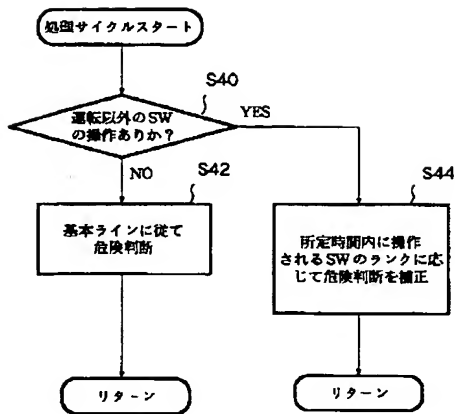 処理サイクルスタート
S40
運転以外のSW
の操作ありか?
YES
NO
S42
S44
基本ラインに従て
危険判断
所定時間内に操作
されるSWのランクに応
じて危険判断を補正
リターン
リターン